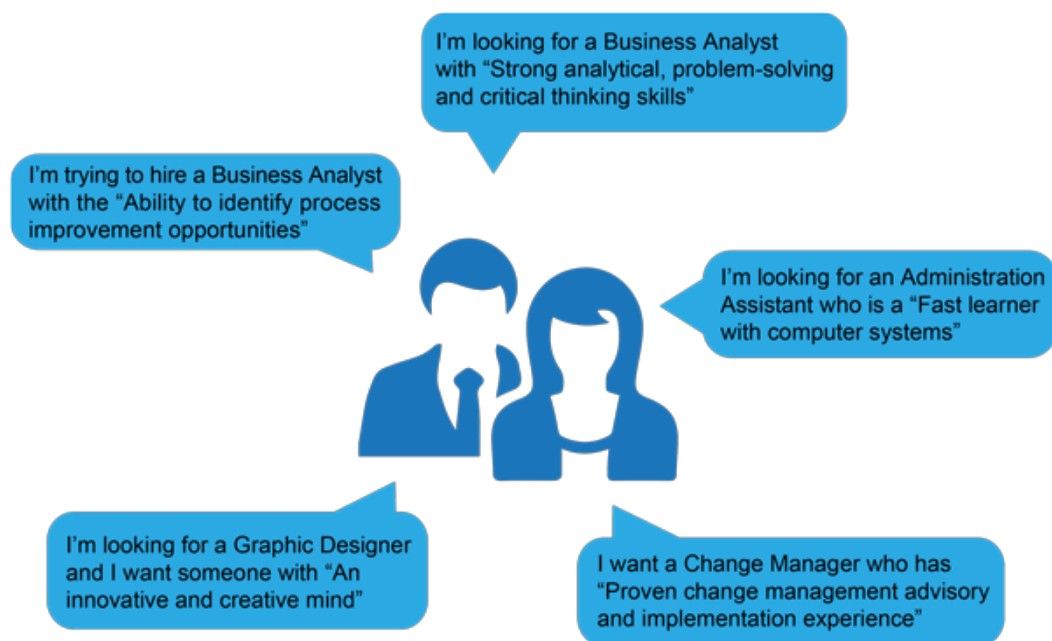 I'm looking for a Business Analyst
with “Strong analytical, problem-solving
and critical thinking skills”
I'm trying to hire a Business Analyst
with the “Ability to identify process
improvement opportunities”
I'm looking for an Administration
Assistant who is a “Fast learner
with computer systems”
I'm looking for a Graphic Designer
and I want someone with “An
innovative and creative mind”
I want a Change Manager who has
“Proven change management advisory
and implementation experience”